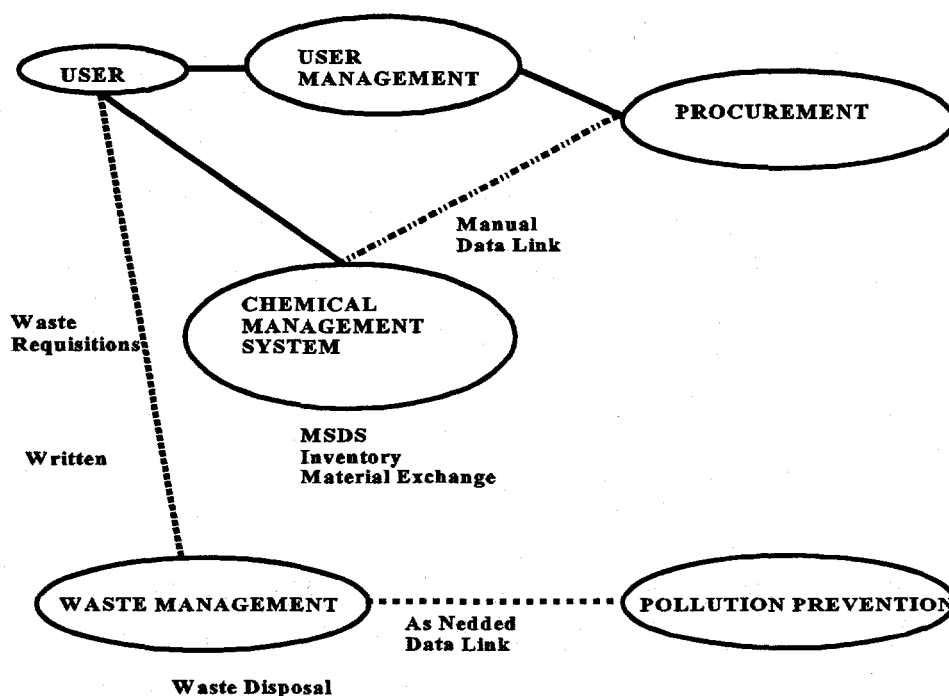 USER
USER
MANAGEMENT
PROCUREMENT
Manual
Data Link
CHEMICAL
MANAGEMENT
SYSTEM
Waste
Requisitions
MSDS
Inventory
Material Exchange
Written
WASTE MANAGEMENT
POLLUTION PREVENTION
As Nedded
Data Link
Waste Disposal